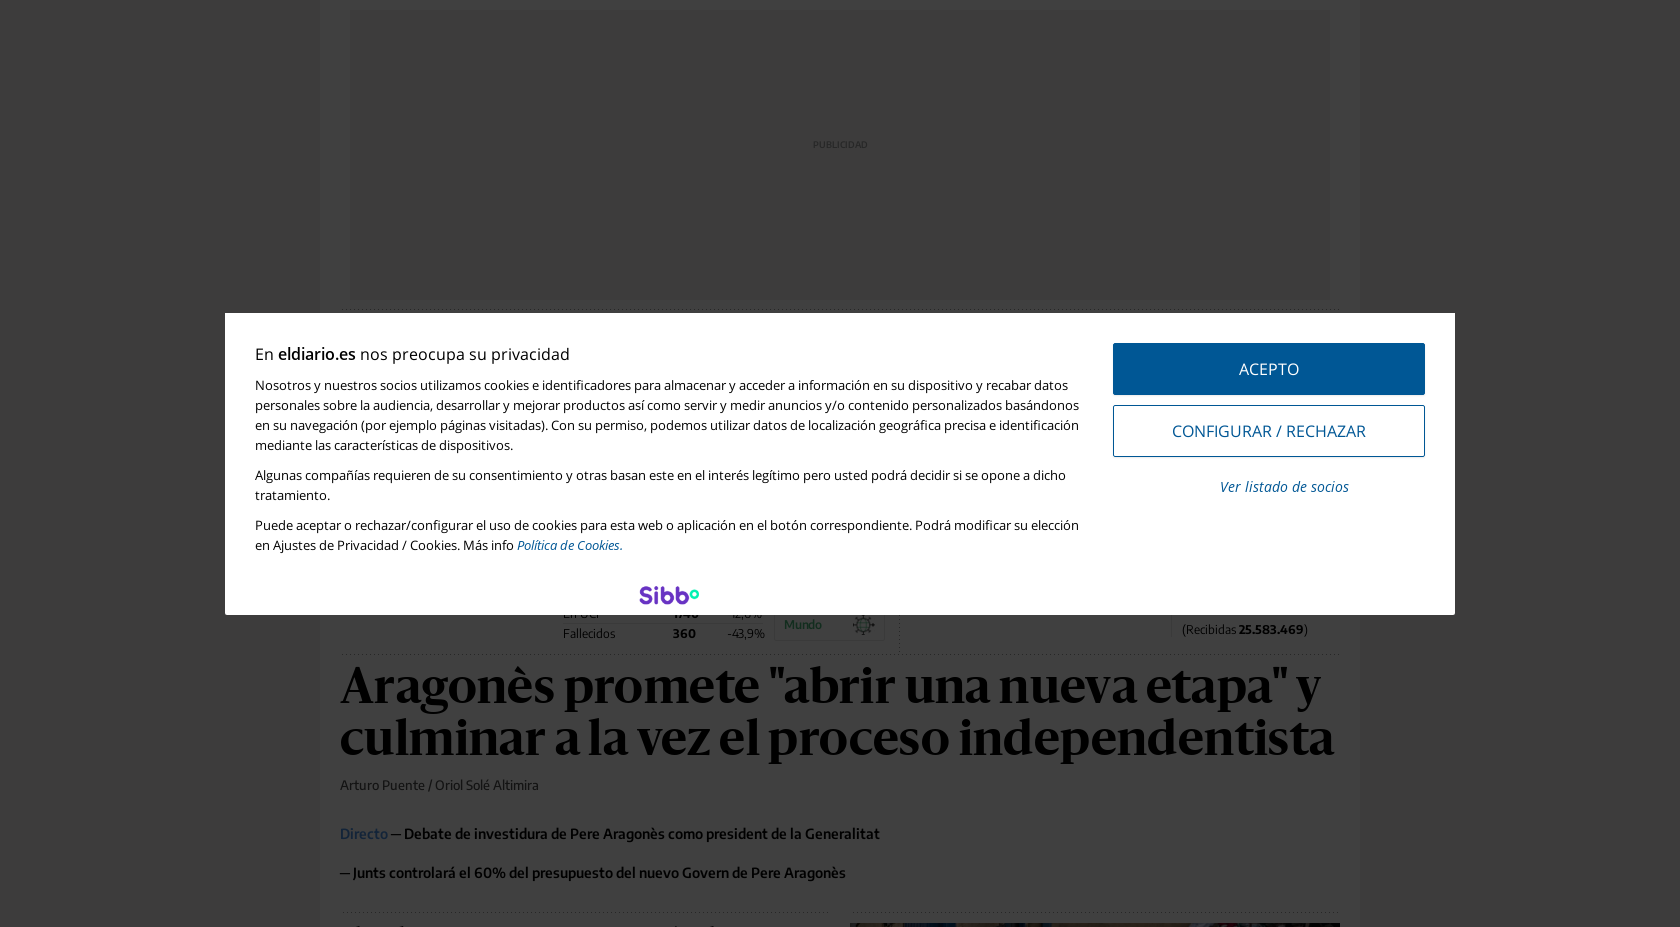 PUBLICIDAD
En eldiario.es nos preocupa su privacidad
Nosotros y nuestros socios utilizamos cookies e identificadores para almacenar y acceder a información en su dispositivo y recabar datos
personales sobre la audiencia, desarrollar y mejorar productos así como servir y medir anuncios y/o contenido personalizados basándonos
en su navegación (por ejemplo páginas visitadas). Con su permiso, podemos utilizar datos de localización geográfica precisa e identificación
mediante las características de dispositivos.
Algunas compañías requieren de su consentimiento y otras basan este en el interés legítimo pero usted podrá decidir si se opone a dicho
tratamiento.
Puede aceptar o rechazar/configurar el uso de cookies para esta web o aplicación en el botón correspondiente. Podrá modificar su elección
en Ajustes de Privacidad / Cookies. Más info Política de Cookies.
ACEPTO
CONFIGURAR / RECHAZAR
Ver listado de socios
Sibbo
Fallecidos 360 -43,9%
Mundo
(Recibidas 25.583.469)
Aragonès promete "abrir una nueva etapa" y
culminar a la vez el proceso independentista
Arturo Puente / Oriol Solé Altimira
Directo — Debate de investidura de Pere Aragonès como president de la Generalitat
— Junts controlará el 60% del presupuesto del nuevo Govern de Pere Aragonès